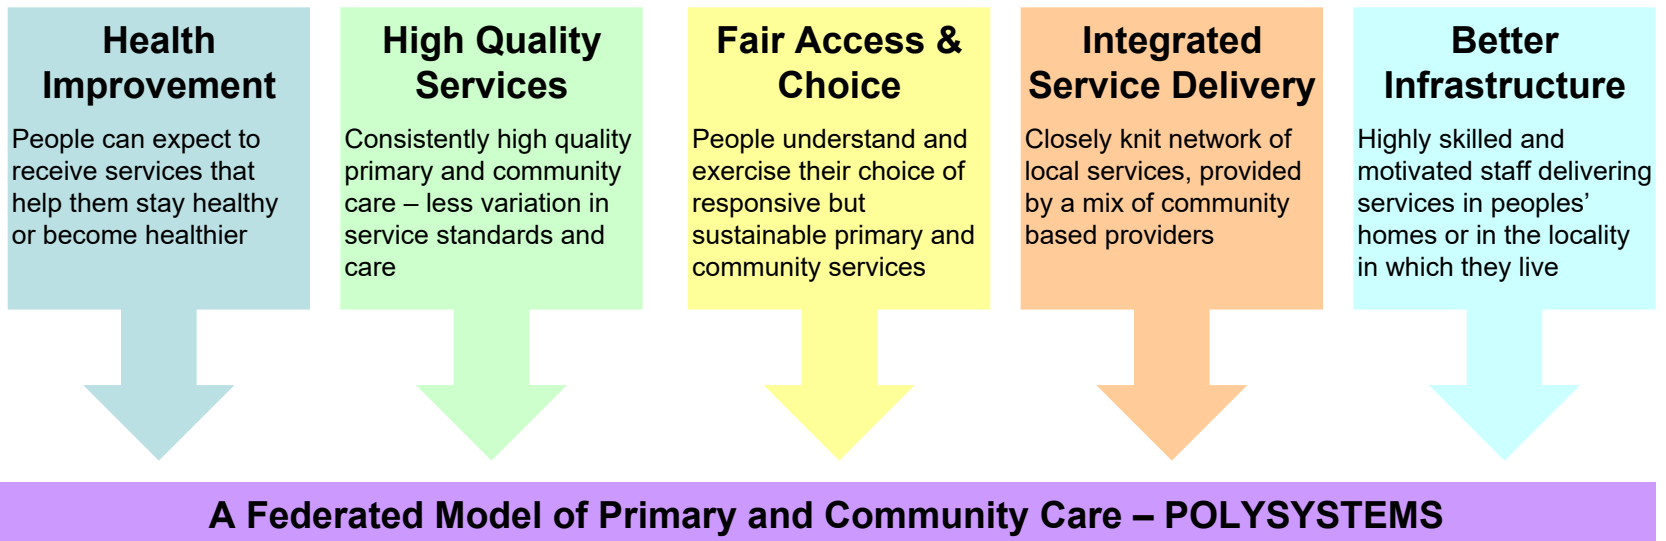 Health
Improvement
People can expect to
receive services that
help them stay healthy
or become healthier
High Quality
Services
Consistently high quality
primary and community
care – less variation in
service standards and
care
Fair Access &
Choice
People understand and
exercise their choice of
responsive but
sustainable primary and
community services
Integrated
Service Delivery
Closely knit network of
local services, provided
by a mix of community
based providers
Better
Infrastructure
Highly skilled and
motivated staff delivering
services in peoples’
homes or in the locality
in which they live
A Federated Model of Primary and Community Care – POLYSYSTEMS